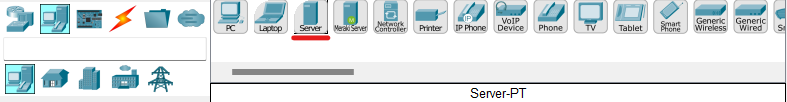 PC
Laptop
Server
Meraki Server
Network
Controller
Printer
IP Phone
VoIP
Device
Phone
TV
Tablet
Smart
Phone
Generic
Wireless
Generic
Wired
Server-PT